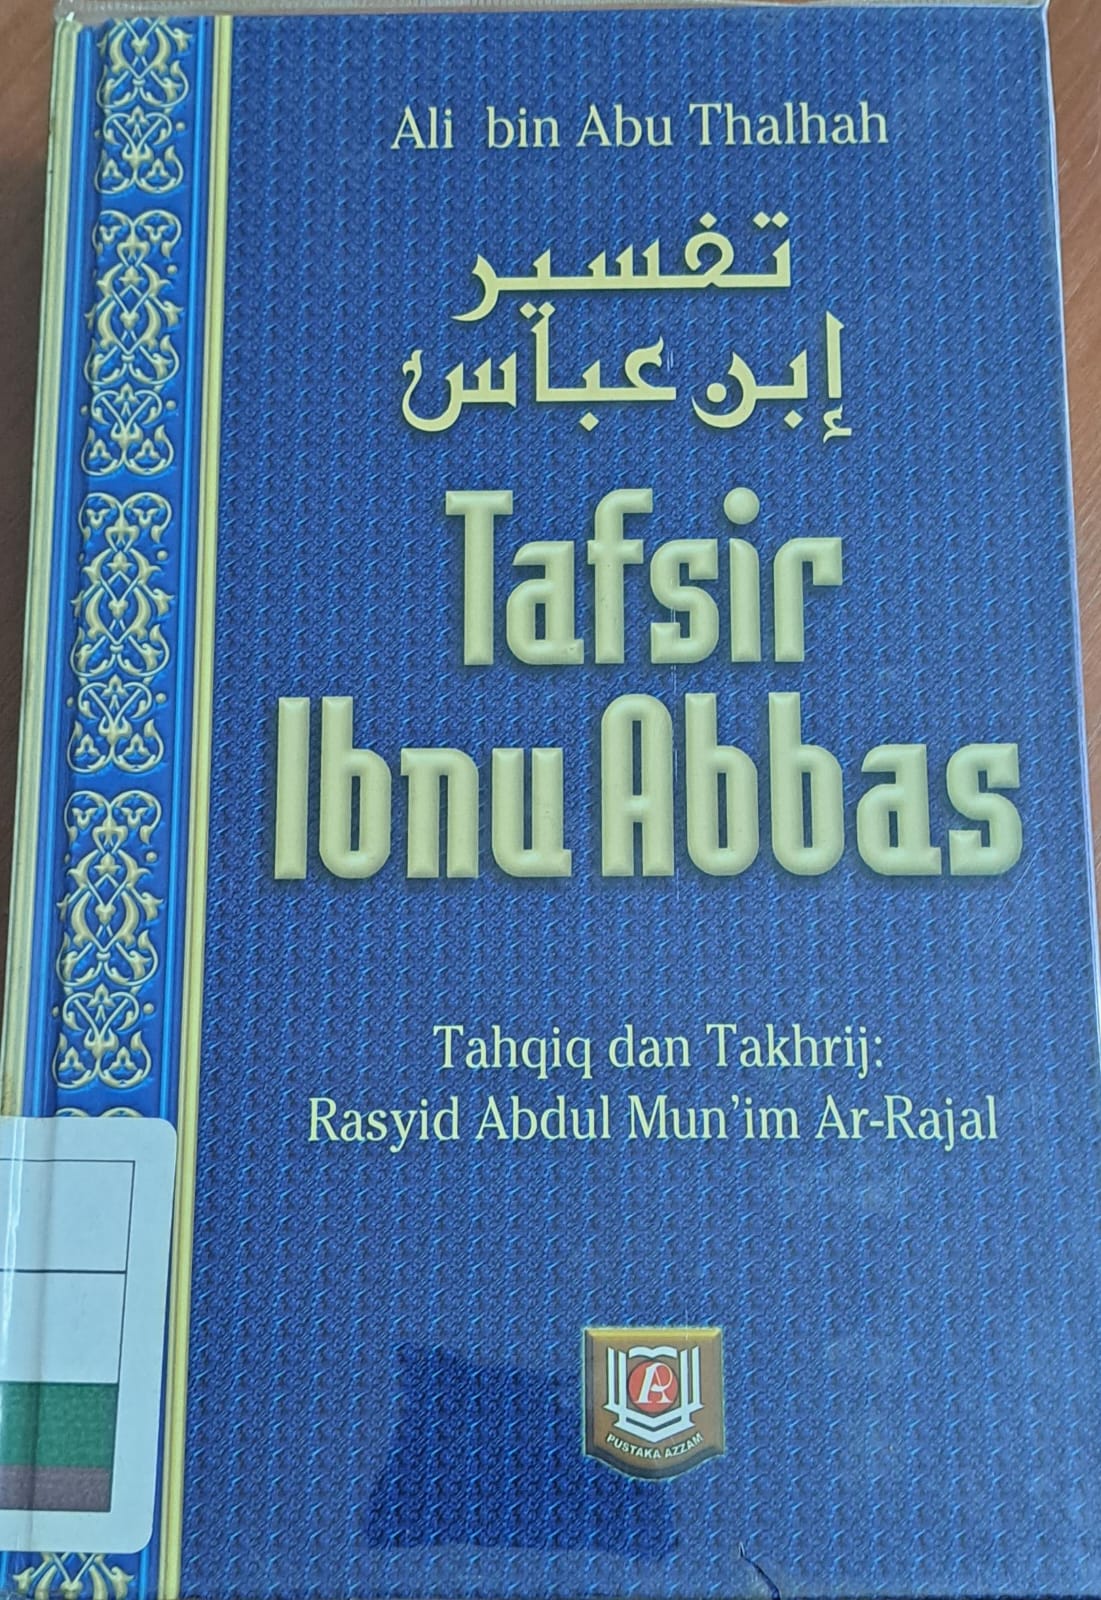 Ali bin Abu Thalhah
تفسير
إبن عباس
Tafsir
Ibnu Abbas
Tahqiq dan Takhrij:
Rasyid Abdul Mun'im Ar-Rajal
PUSTAKA AZZAM